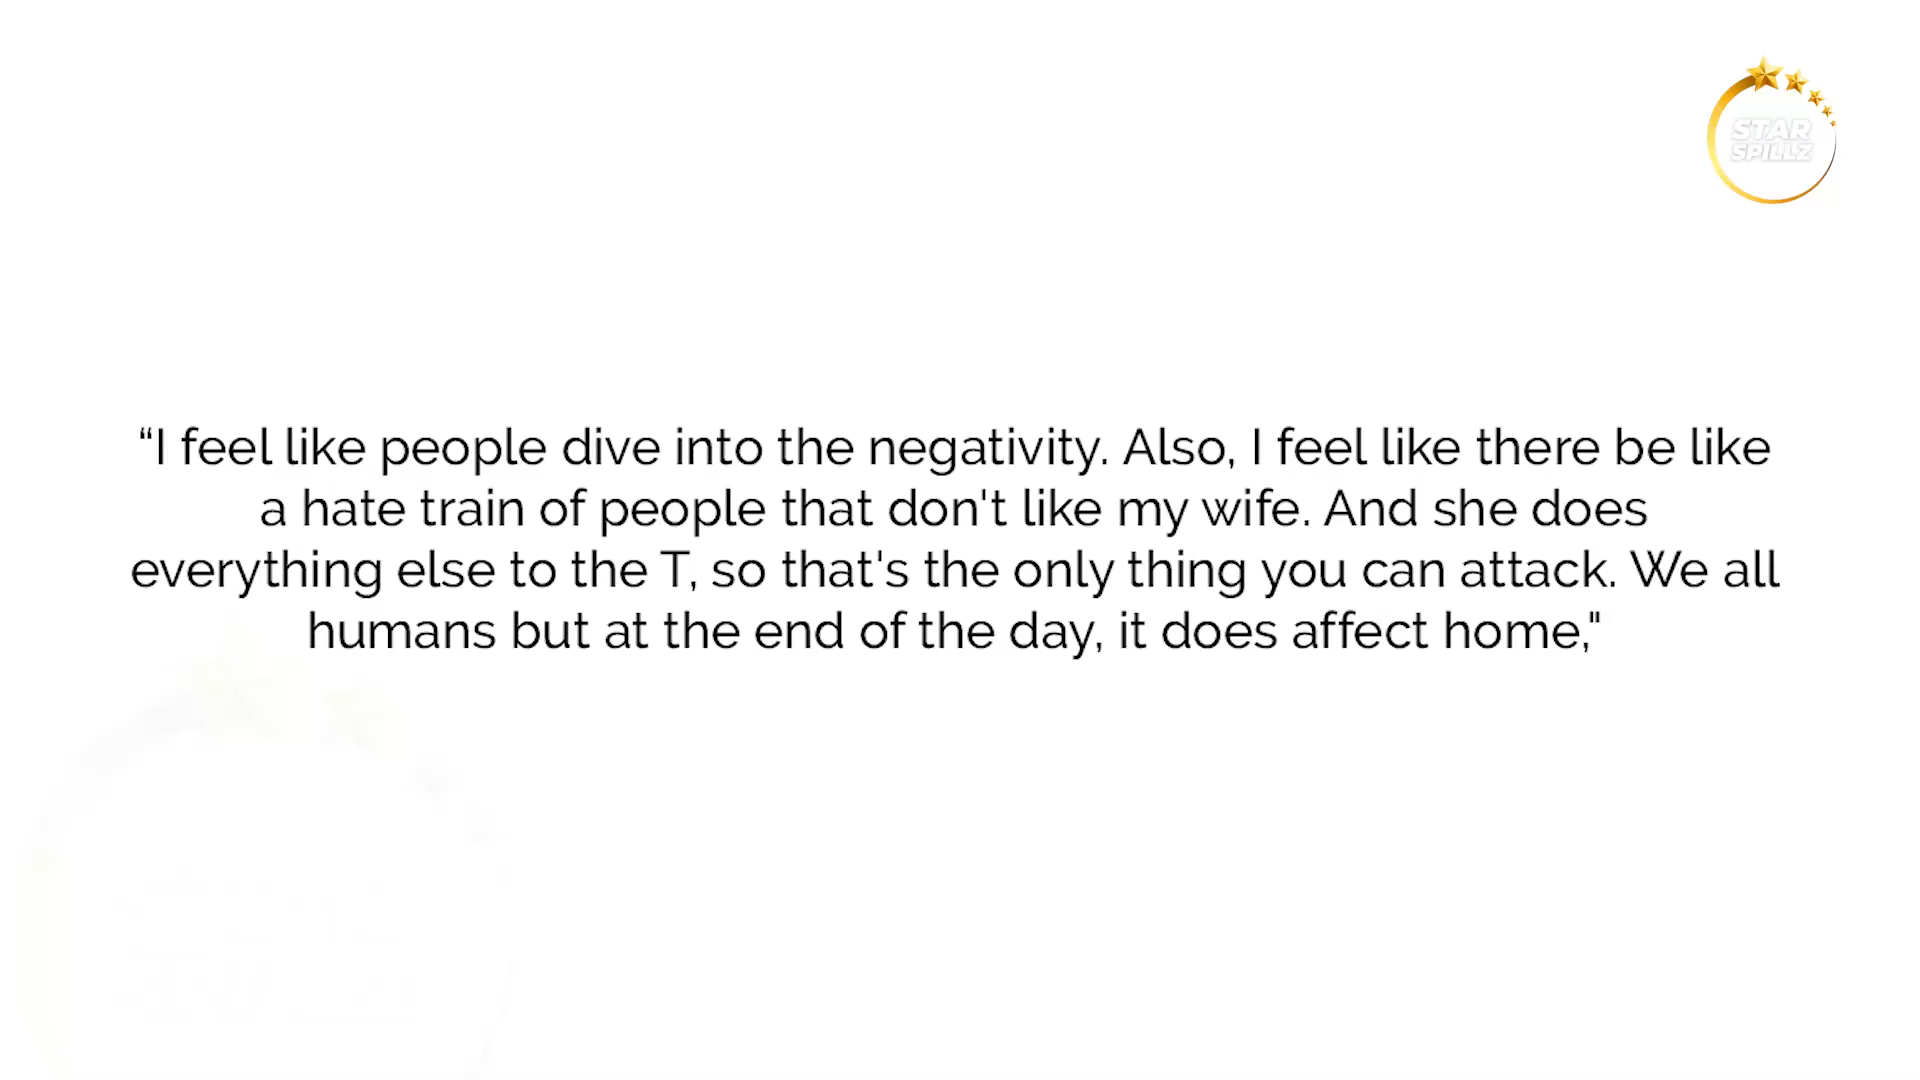 STAR
SPILLZ
“I feel like people dive into the negativity. Also, I feel like there be like
a hate train of people that don't like my wife. And she does
everything else to the T, so that's the only thing you can attack. We all
humans but at the end of the day, it does affect home,"